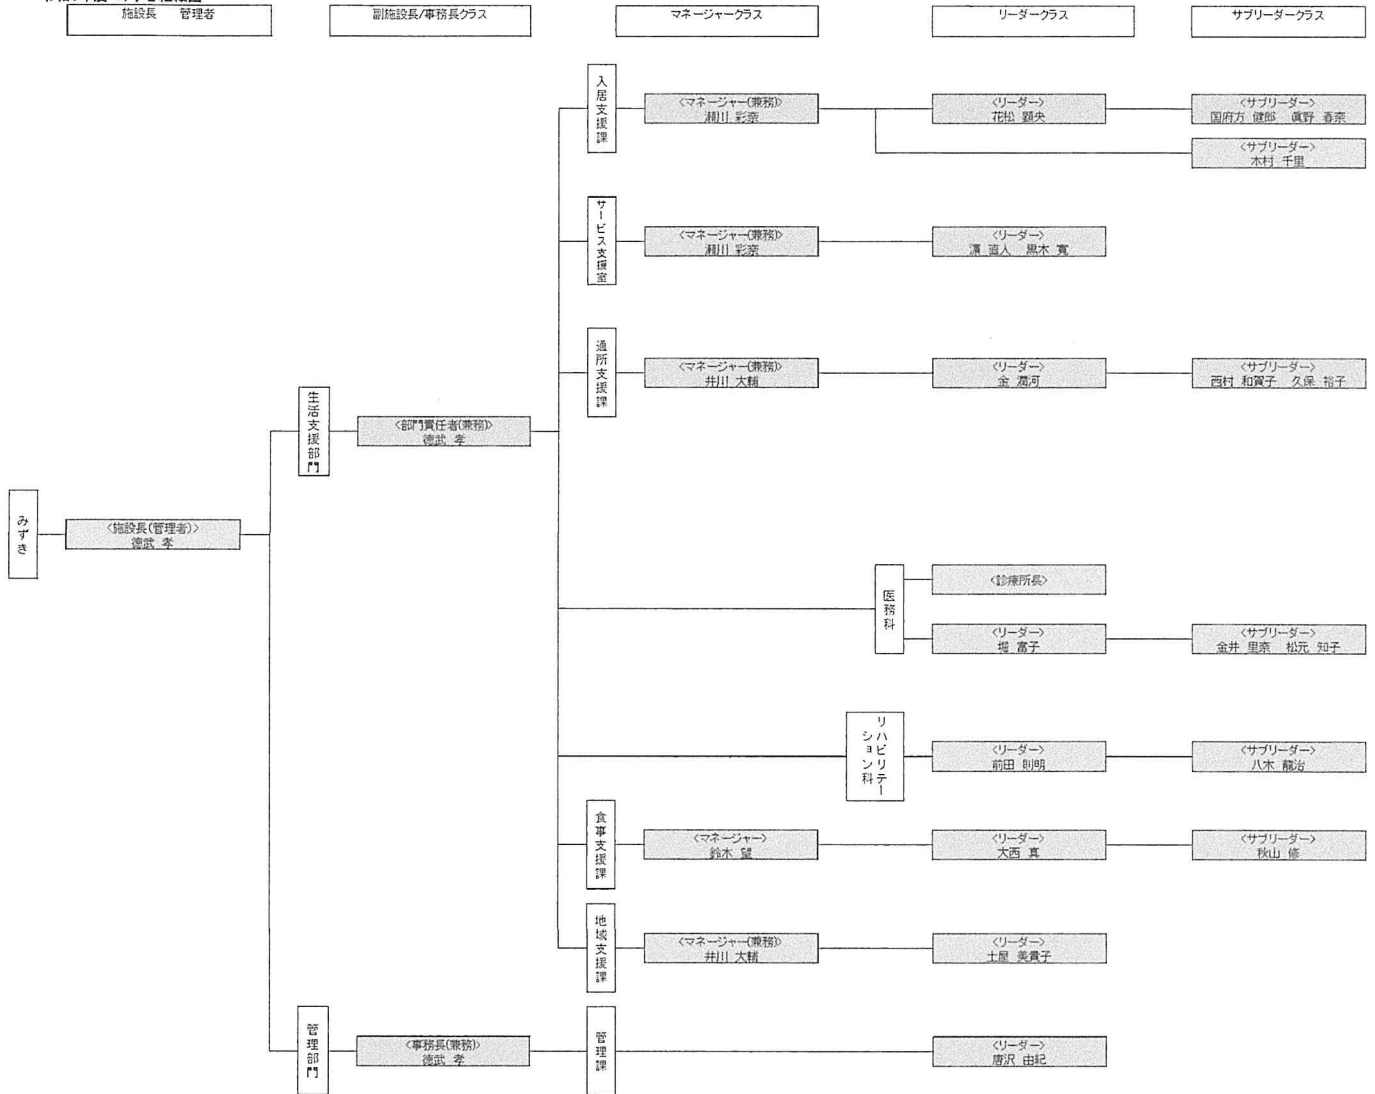 施設長　管理者
副施設長/事務長クラス
マネージャークラス
リーダークラス
サブリーダークラス
入居支援課
<マネージャー(兼務)>
瀬川 彩奈
<リーダー>
花松 顕央
<サブリーダー>
国府方 健郎　眞野 春奈
<サブリーダー>
木村 千里
サービス支援室
<マネージャー(兼務)>
瀬川 彩奈
<リーダー>
濵 直人　黒木 寛
通所支援課
<マネージャー(兼務)>
井川 大輔
<リーダー>
金 潤河
<サブリーダー>
西村 和賀子　久保 裕子
生活支援部門
<部門責任者(兼務)>
徳武 孝
みずき
<施設長(管理者)>
徳武 孝
医務科
<診療所長>
<リーダー>
堀 富子
<サブリーダー>
金井 里奈　松元 知子
リハビリテー
ション科
<リーダー>
前田 則明
<サブリーダー>
八木 龍治
食事支援課
<マネージャー>
鈴木 望
<リーダー>
大西 真
<サブリーダー>
秋山 修
地域支援課
<マネージャー(兼務)>
井川 大輔
<リーダー>
土屋 美貴子
管理部門
<事務長(兼務)>
徳武 孝
管理課
<リーダー>
唐沢 由紀